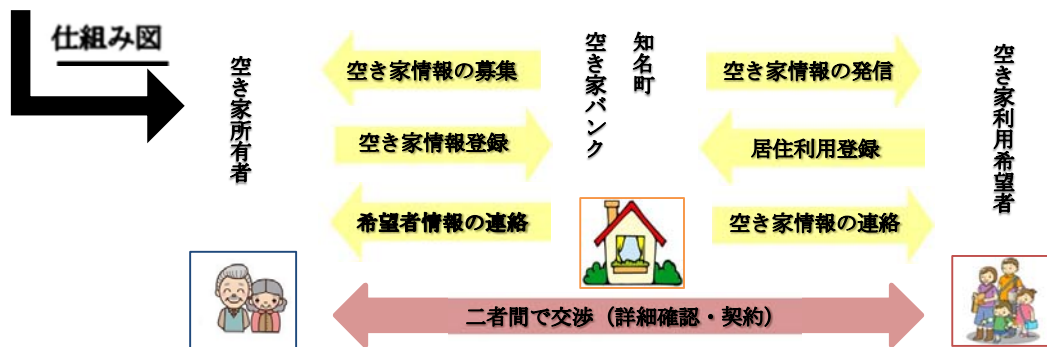 仕組み図
空き家所有者
空き家情報の募集
空き家情報登録
希望者情報の連絡
知名町
空き家バンク
空き家情報の発信
居住利用登録
空き家情報の連絡
空き家利用希望者
二者間で交渉（詳細確認・契約）